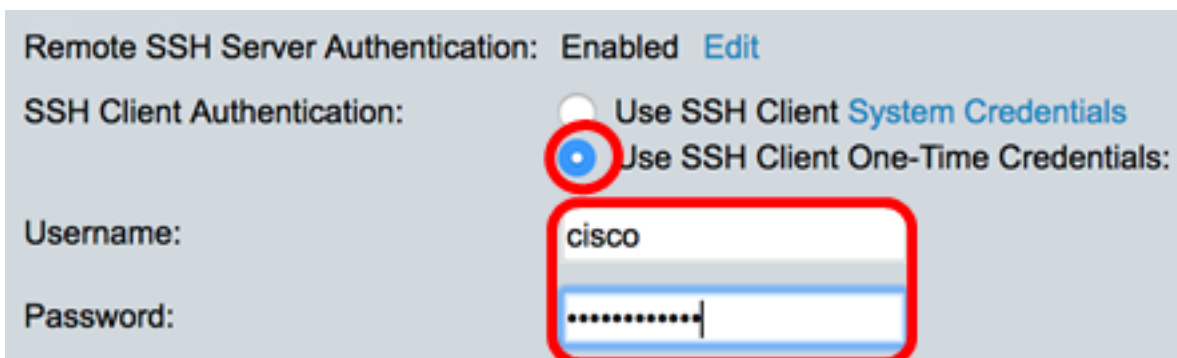 Remote SSH Server Authentication: Enabled Edit
SSH Client Authentication: Use SSH Client System Credentials
Use SSH Client One-Time Credentials:
Username: cisco
Password: ••••••••••••